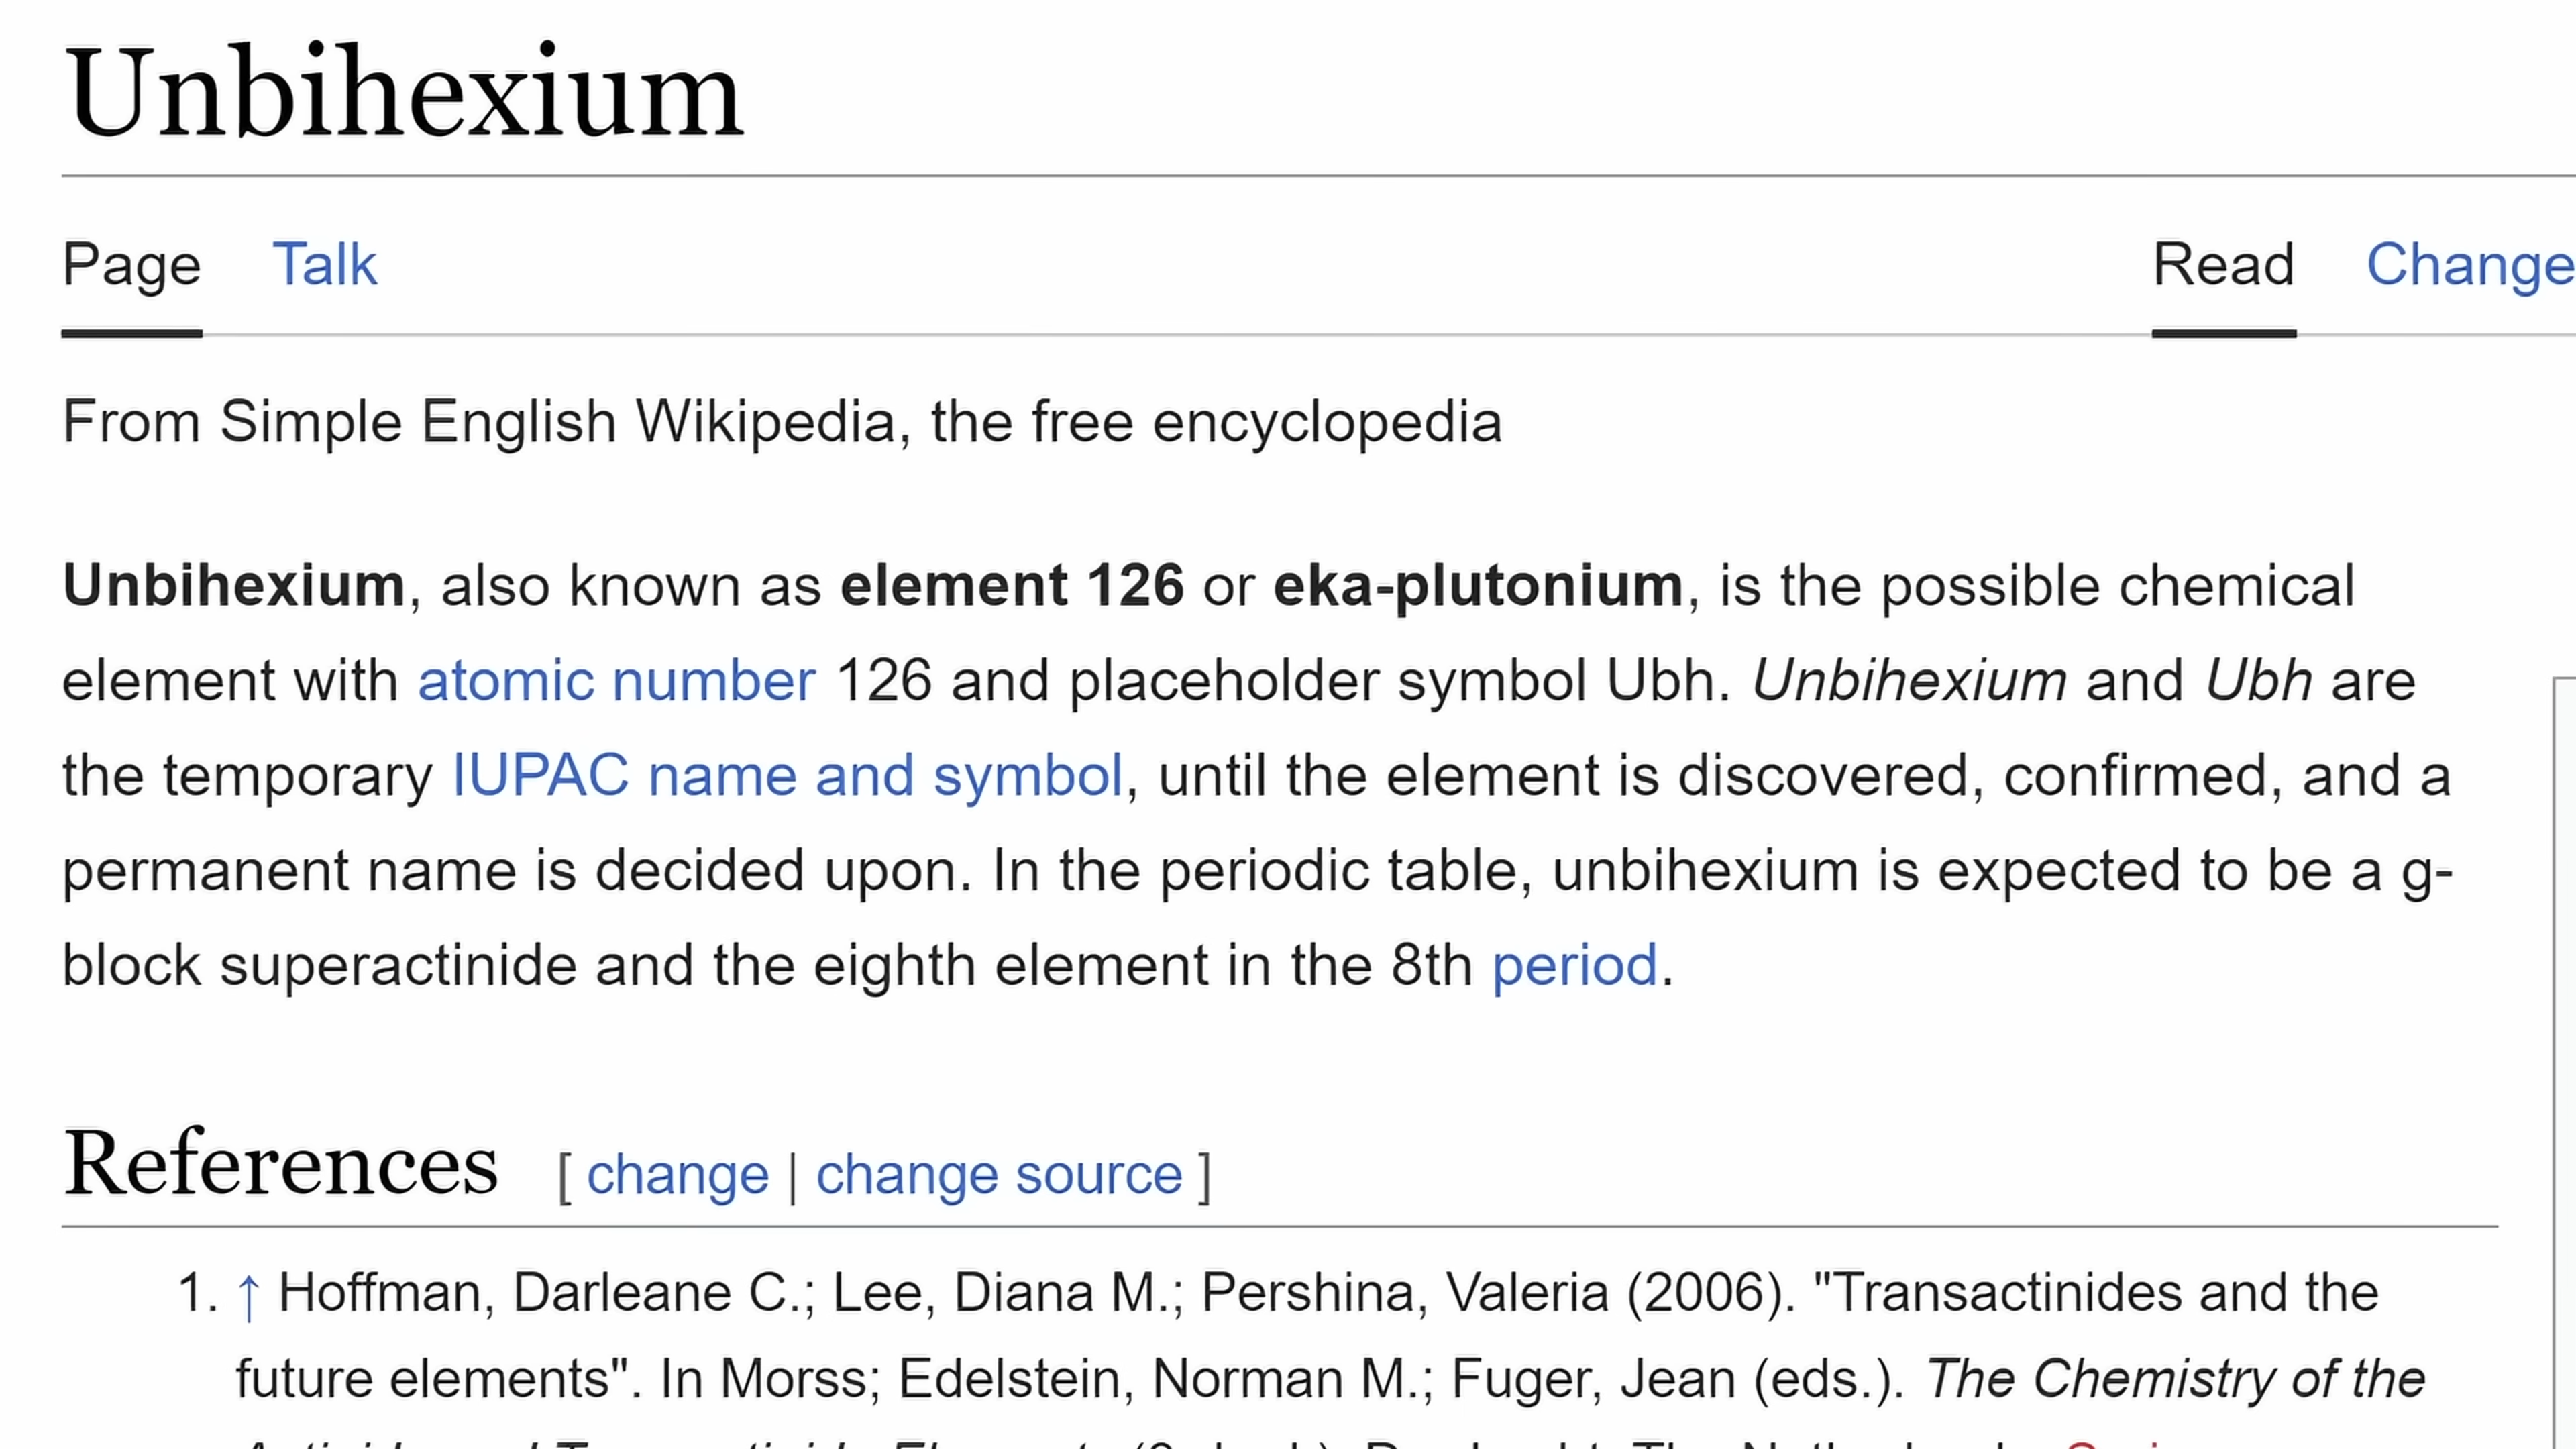 Unbihexium
Page Talk Read Change
From Simple English Wikipedia, the free encyclopedia
Unbihexium, also known as element 126 or eka-plutonium, is the possible chemical
element with atomic number 126 and placeholder symbol Ubh. Unbihexium and Ubh are
the temporary IUPAC name and symbol, until the element is discovered, confirmed, and a
permanent name is decided upon. In the periodic table, unbihexium is expected to be a g-
block superactinide and the eighth element in the 8th period.
References [ change | change source ]
1. ↑ Hoffman, Darleane C.; Lee, Diana M.; Pershina, Valeria (2006). "Transactinides and the
future elements". In Morss; Edelstein, Norman M.; Fuger, Jean (eds.). The Chemistry of the